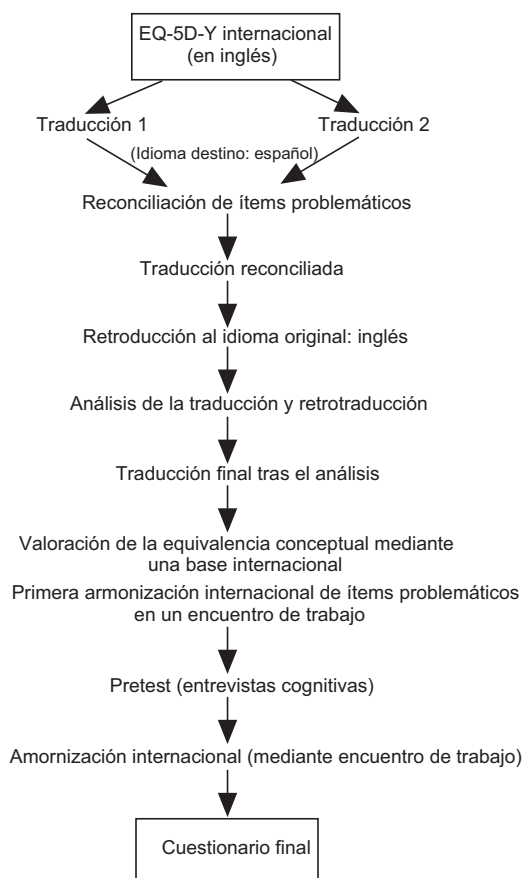 EQ-5D-Y internacional
(en inglés)
Traducción 1
Traducción 2
(Idioma destino: español)
Reconciliación de ítems problemáticos
Traducción reconciliada
Retroducción al idioma original: inglés
Análisis de la traducción y retrotraducción
Traducción final tras el análisis
Valoración de la equivalencia conceptual mediante
una base internacional
Primera armonización internacional de ítems problemáticos
en un encuentro de trabajo
Pretest (entrevistas cognitivas)
Amornización internacional (mediante encuentro de trabajo)
Cuestionario final